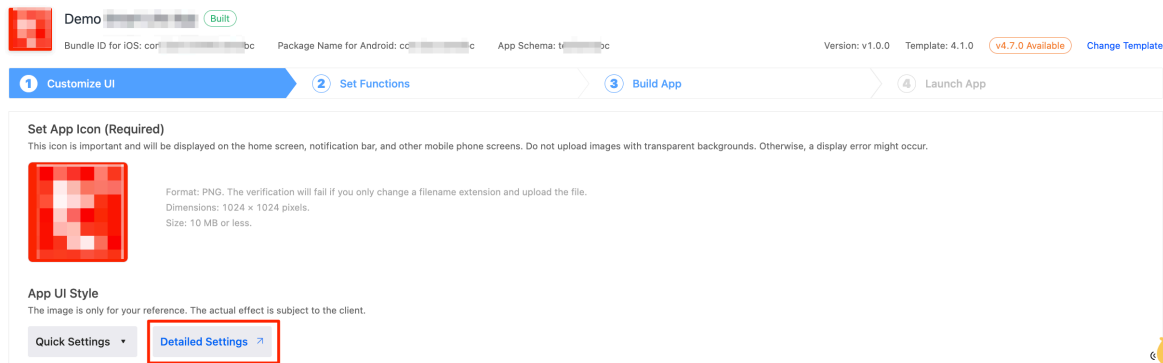 Demo
Built
Bundle ID for iOS:
Package Name for Android:
App Schema:
Version: v1.0.0
Template: 4.1.0
v4.7.0 Available
Change Template
1 Customize UI
2 Set Functions
3 Build App
4 Launch App
Set App Icon (Required)
This icon is important and will be displayed on the home screen, notification bar, and other mobile phone screens. Do not upload images with transparent backgrounds. Otherwise, a display error might occur.
Format: PNG. The verification will fail if you only change a filename extension and upload the file.
Dimensions: 1024 × 1024 pixels.
Size: 10 MB or less.
App UI Style
The image is only for your reference. The actual effect is subject to the client.
Quick Settings
Detailed Settings